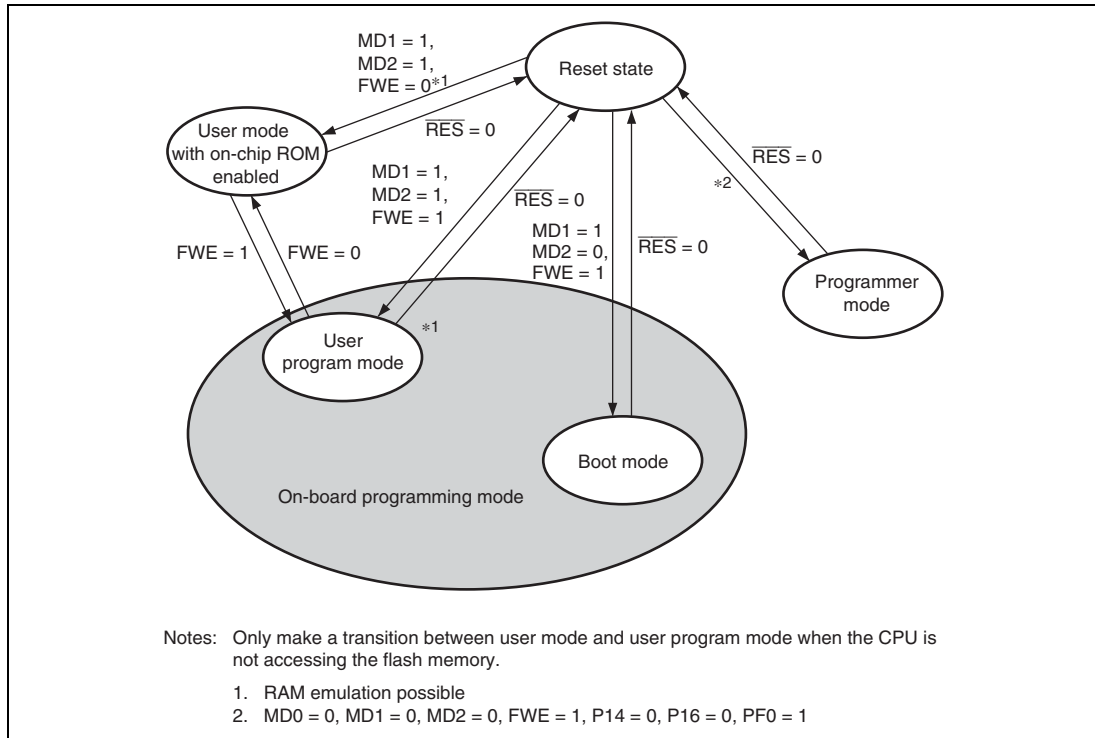 MD1 = 1,
MD2 = 1,
FWE = 0*1
Reset state
RES = 0
User mode
with on-chip ROM
enabled
MD1 = 1,
MD2 = 1,
FWE = 1
RES = 0
RES = 0
*2
MD1 = 1
MD2 = 0,
FWE = 1
RES = 0
FWE = 1
FWE = 0
Programmer
mode
User
program mode
*1
Boot mode
On-board programming mode
Notes: Only make a transition between user mode and user program mode when the CPU is
not accessing the flash memory.
1. RAM emulation possible
2. MD0 = 0, MD1 = 0, MD2 = 0, FWE = 1, P14 = 0, P16 = 0, PF0 = 1